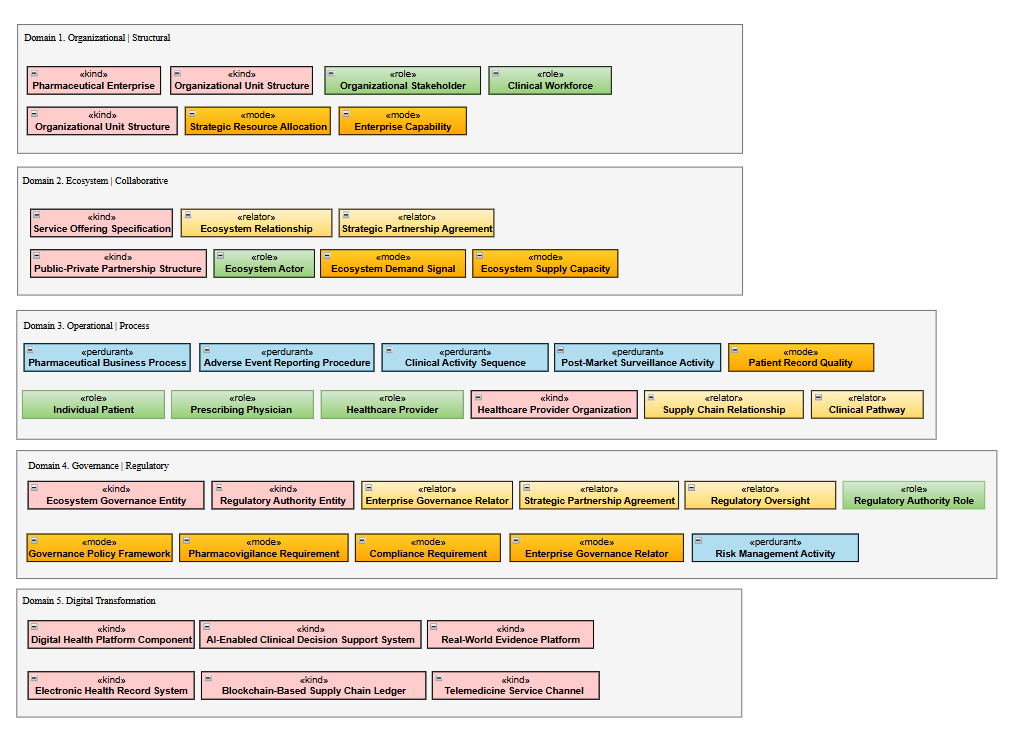 Domain 1. Organizational | Structural
«kind» «kind» «role» «role»
Pharmaceutical Enterprise Organizational Unit Structure Organizational Stakeholder Clinical Workforce
«kind» «mode» «mode»
Organizational Unit Structure Strategic Resource Allocation Enterprise Capability
Domain 2. Ecosystem | Collaborative
«kind» «relator» «relator»
Service Offering Specification Ecosystem Relationship Strategic Partnership Agreement
«kind» «role» «mode» «mode»
Public-Private Partnership Structure Ecosystem Actor Ecosystem Demand Signal Ecosystem Supply Capacity
Domain 3. Operational | Process
«perdurant» «perdurant» «perdurant» «perdurant» «mode»
Pharmaceutical Business Process Adverse Event Reporting Procedure Clinical Activity Sequence Post-Market Surveillance Activity Patient Record Quality
«role» «role» «role» «kind» «relator» «relator»
Individual Patient Prescribing Physician Healthcare Provider Healthcare Provider Organization Supply Chain Relationship Clinical Pathway
Domain 4. Governance | Regulatory
«kind» «kind» «relator» «relator» «relator» «role»
Ecosystem Governance Entity Regulatory Authority Entity Enterprise Governance Relator Strategic Partnership Agreement Regulatory Oversight Regulatory Authority Role
«mode» «mode» «mode» «mode» «perdurant»
Governance Policy Framework Pharmacovigilance Requirement Compliance Requirement Enterprise Governance Relator Risk Management Activity
Domain 5. Digital Transformation
«kind» «kind» «kind»
Digital Health Platform Component AI-Enabled Clinical Decision Support System Real-World Evidence Platform
«kind» «kind» «kind»
Electronic Health Record System Blockchain-Based Supply Chain Ledger Telemedicine Service Channel